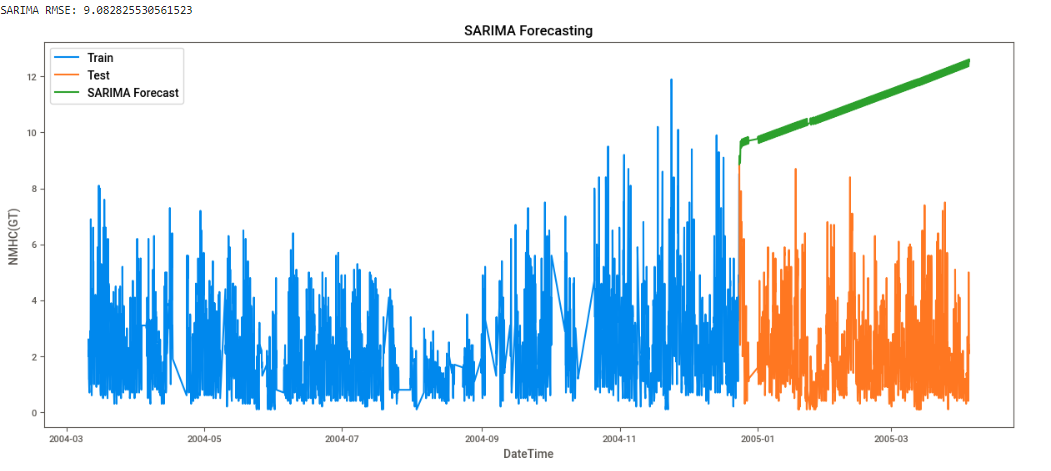 SARIMA RMSE: 9.082825530561523
SARIMA Forecasting
Train
Test
SARIMA Forecast
NMHC(GT)
12
10
8
6
4
2
0
2004-03
2004-05
2004-07
2004-09
2004-11
2005-01
2005-03
DateTime